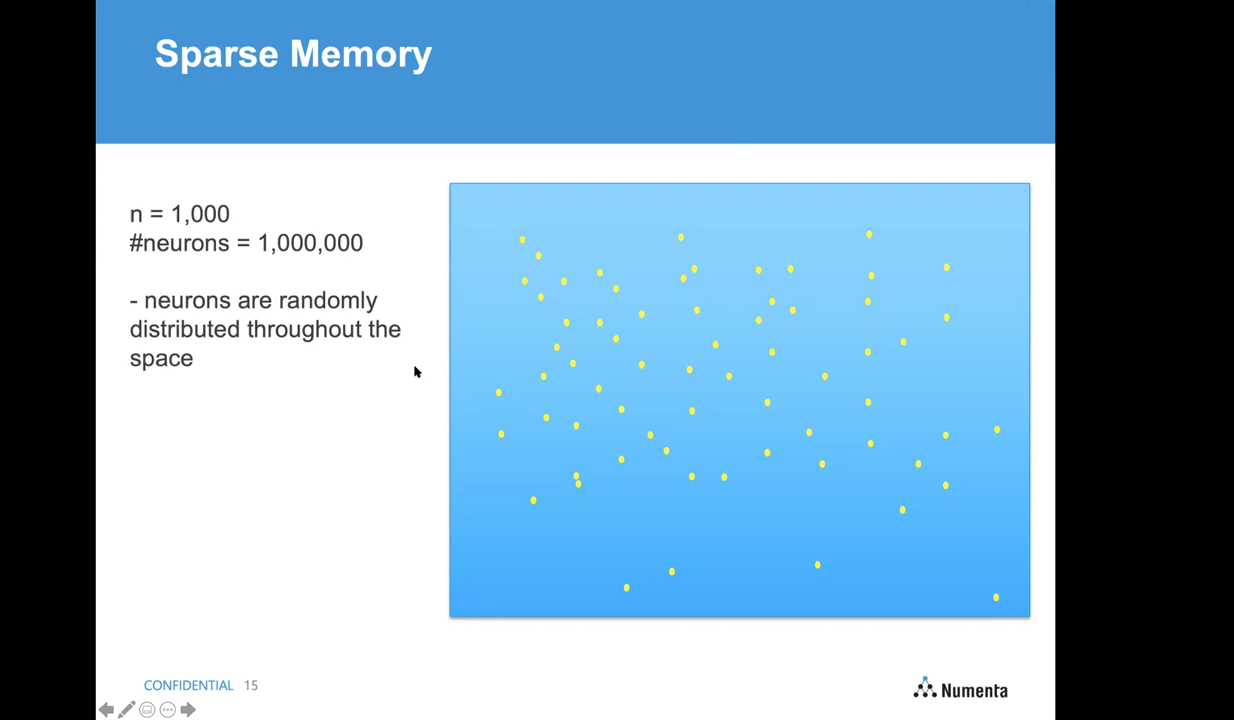 Sparse Memory
n = 1,000
#neurons = 1,000,000
- neurons are randomly
distributed throughout the
space
CONFIDENTIAL 15
Numenta